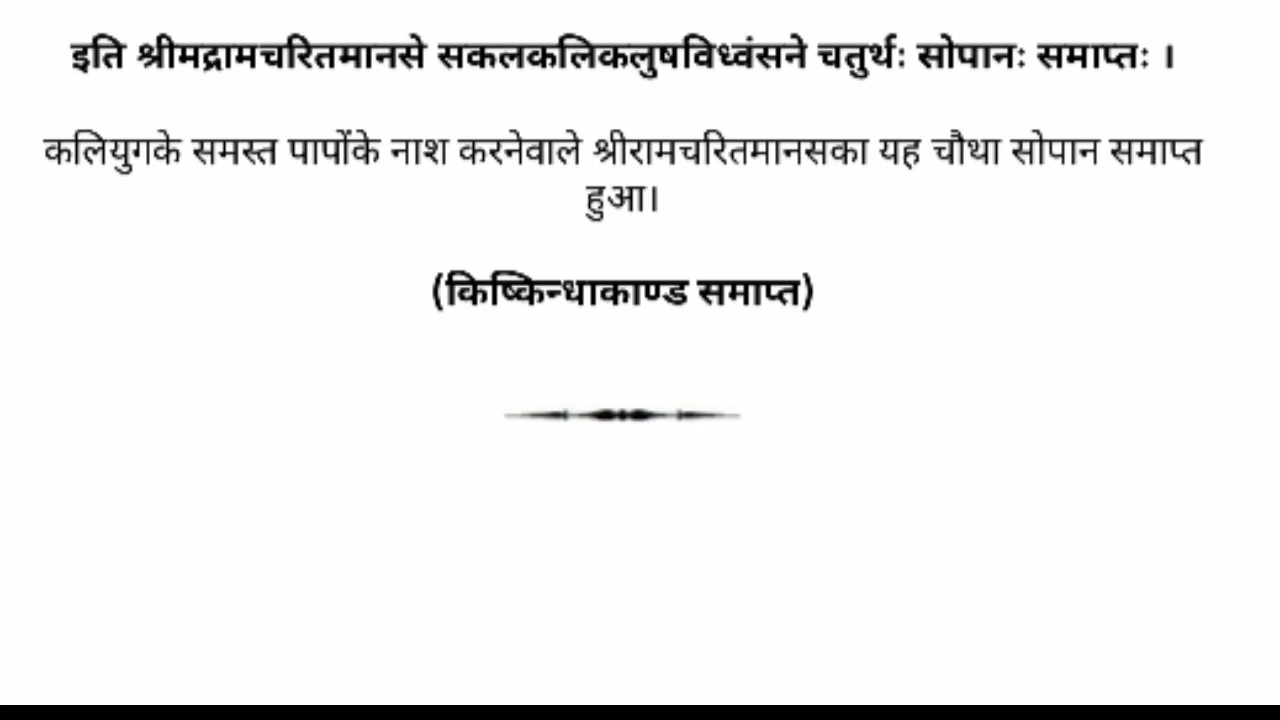 इति श्रीमद्रामचरितमानसे सकलकलिकलुषविध्वंसने चतुर्थः सोपानः समाप्तः ।
कलियुगके समस्त पापोंके नाश करनेवाले श्रीरामचरितमानसका यह चौथा सोपान समाप्त
हुआ।
(किष्किन्धाकाण्ड समाप्त)